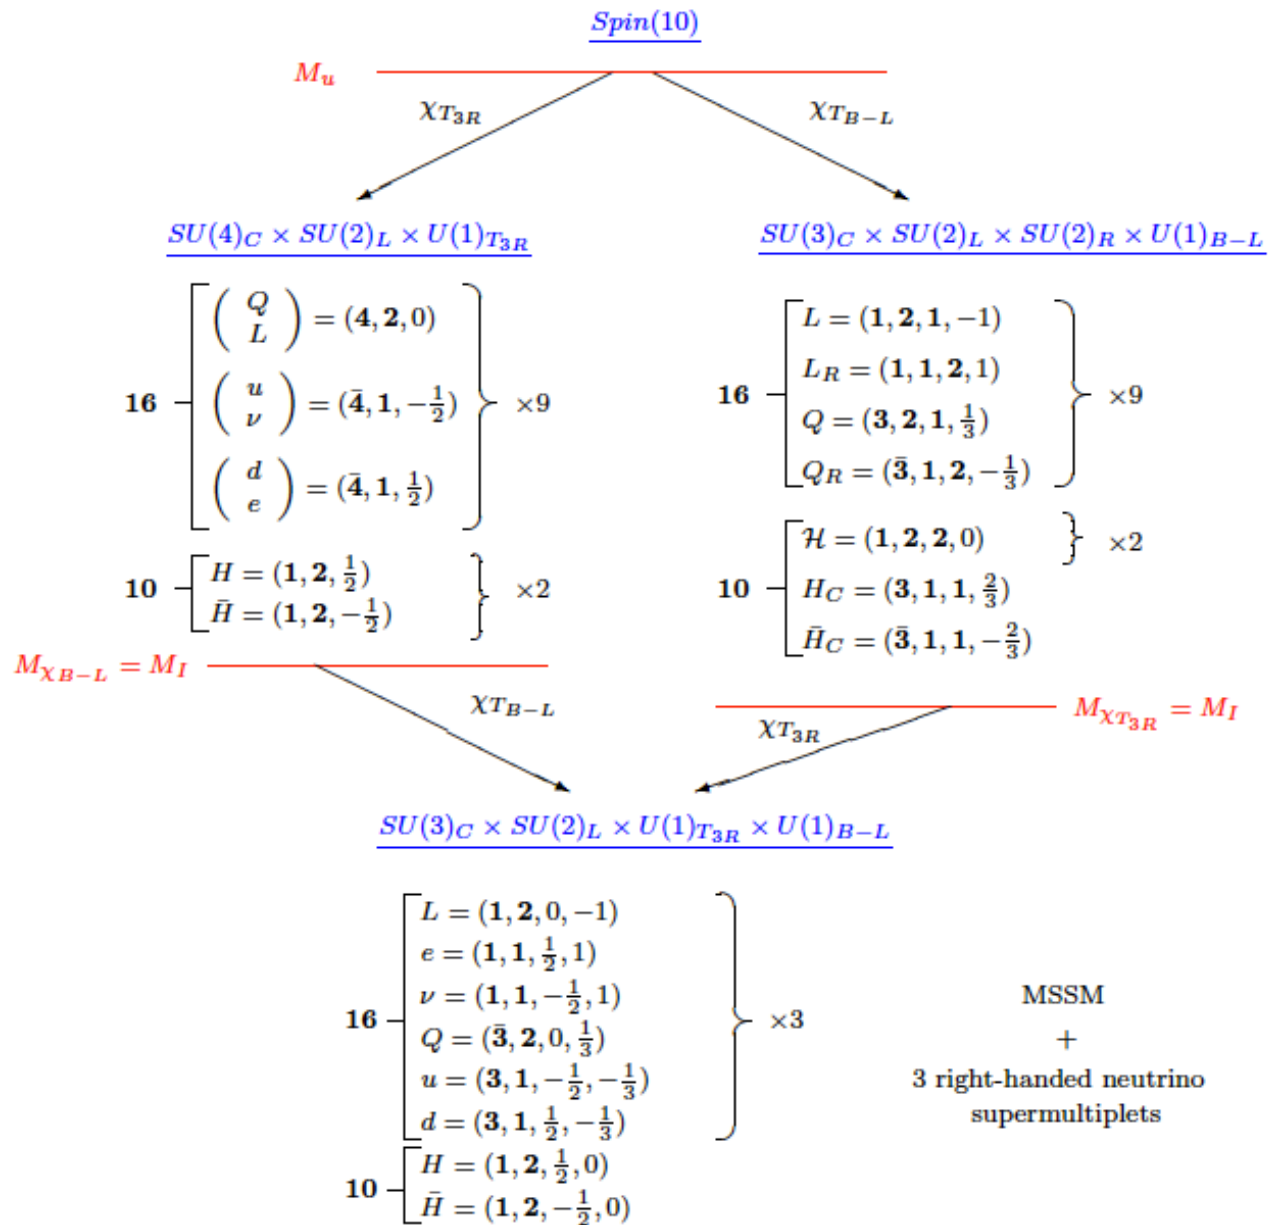 Spin(10)
M_u
χ_{T_{3R}}
χ_{T_{B−L}}
SU(4)_C × SU(2)_L × U(1)_{T_{3R}}
16
( Q L ) = (4, 2, 0)
( u ν ) = (4̄, 1, −1/2)
( d e ) = (4̄, 1, 1/2)
×9
10
H = (1, 2, 1/2)
H̄ = (1, 2, −1/2)
×2
M_{χ_{B−L}} = M_I
χ_{T_{B−L}}
SU(3)_C × SU(2)_L × SU(2)_R × U(1)_{B−L}
16
L = (1, 2, 1, −1)
L_R = (1, 1, 2, 1)
Q = (3, 2, 1, 1/3)
Q_R = (3̄, 1, 2, −1/3)
×9
10
ℋ = (1, 2, 2, 0)
×2
H_C = (3, 1, 1, 2/3)
H̄_C = (3̄, 1, 1, −2/3)
M_{χ_{T_{3R}}} = M_I
χ_{T_{3R}}
SU(3)_C × SU(2)_L × U(1)_{T_{3R}} × U(1)_{B−L}
16
L = (1, 2, 0, −1)
e = (1, 1, 1/2, 1)
ν = (1, 1, −1/2, 1)
Q = (3̄, 2, 0, 1/3)
u = (3, 1, −1/2, −1/3)
d = (3, 1, 1/2, −1/3)
×3
10
H = (1, 2, 1/2, 0)
H̄ = (1, 2, −1/2, 0)
MSSM
+
3 right-handed neutrino
supermultiplets